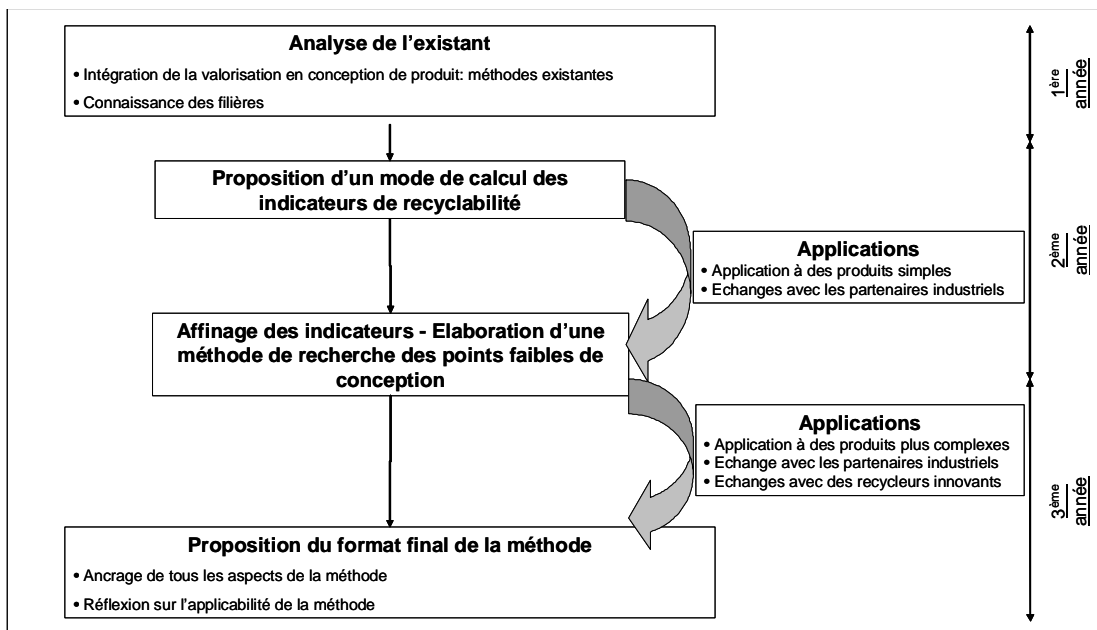 Analyse de l’existant
• Intégration de la valorisation en conception de produit: méthodes existantes
• Connaissance des filières
1ère
année
Proposition d’un mode de calcul des
indicateurs de recyclabilité
Applications
• Application à des produits simples
• Echanges avec les partenaires industriels
2ème
année
Affinage des indicateurs - Elaboration d’une
méthode de recherche des points faibles de
conception
Applications
• Application à des produits plus complexes
• Echange avec les partenaires industriels
• Echanges avec des recycleurs innovants
3ème
année
Proposition du format final de la méthode
• Ancrage de tous les aspects de la méthode
• Réflexion sur l’applicabilité de la méthode